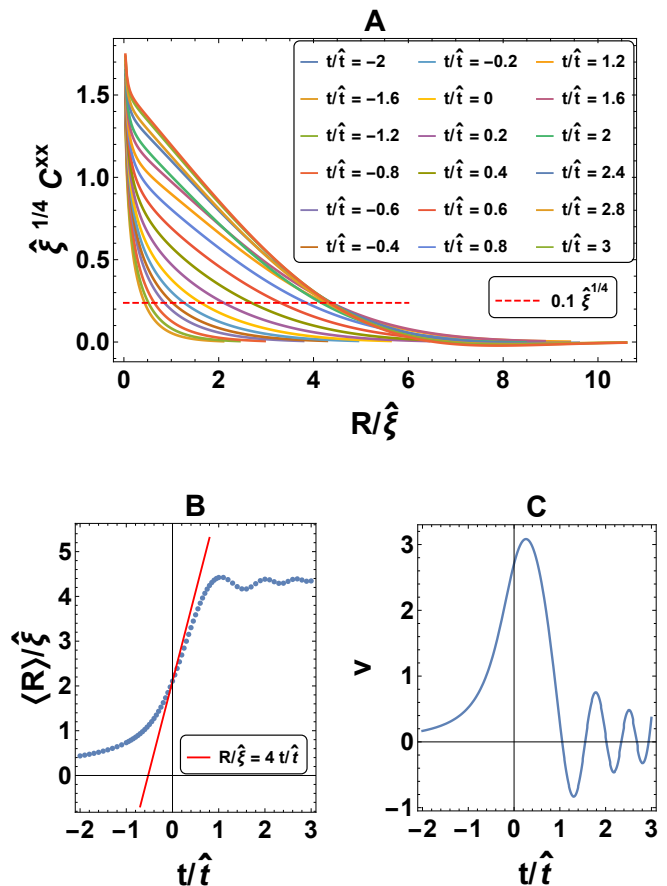 A
t/t̂ = −2 t/t̂ = −0.2 t/t̂ = 1.2
t/t̂ = −1.6 t/t̂ = 0 t/t̂ = 1.6
t/t̂ = −1.2 t/t̂ = 0.2 t/t̂ = 2
t/t̂ = −0.8 t/t̂ = 0.4 t/t̂ = 2.4
t/t̂ = −0.6 t/t̂ = 0.6 t/t̂ = 2.8
t/t̂ = −0.4 t/t̂ = 0.8 t/t̂ = 3
0.1 ξ̂^1/4
ξ̂ ^1/4 C^xx
1.5
1.0
0.5
0.0
0 2 4 6 8 10
R/ξ̂
B
⟨R⟩/ξ̂
5
4
3
2
1
0
R/ξ̂ = 4 t/t̂
−2 −1 0 1 2 3
t/t̂
C
v
3
2
1
0
−1
−2 −1 0 1 2 3
t/t̂